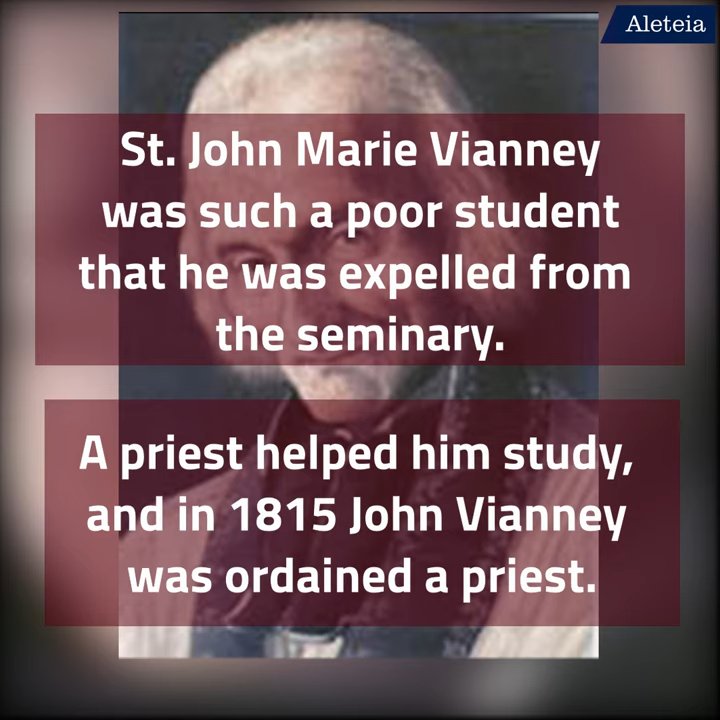 Aleteia
St. John Marie Vianney
was such a poor student
that he was expelled from
the seminary.
A priest helped him study,
and in 1815 John Vianney
was ordained a priest.